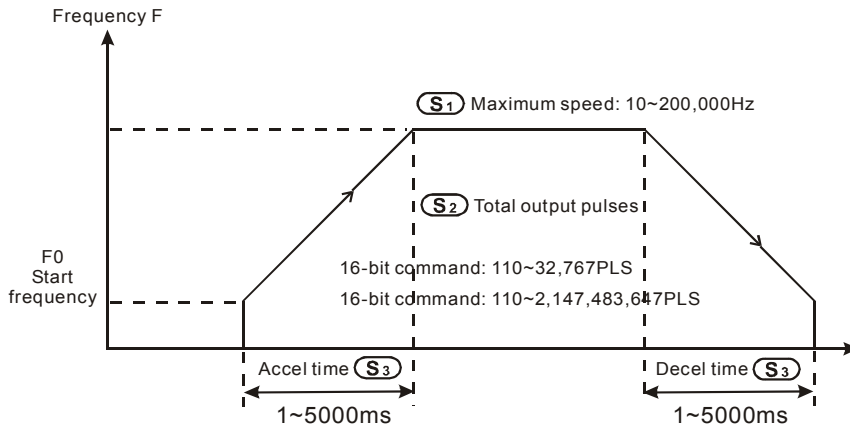 Frequency F
S1 Maximum speed: 10~200,000Hz
S2 Total output pulses
F0
Start
frequency
16-bit command: 110~32,767PLS
16-bit command: 110~2,147,483,647PLS
Accel time S3
Decel time S3
1~5000ms
1~5000ms